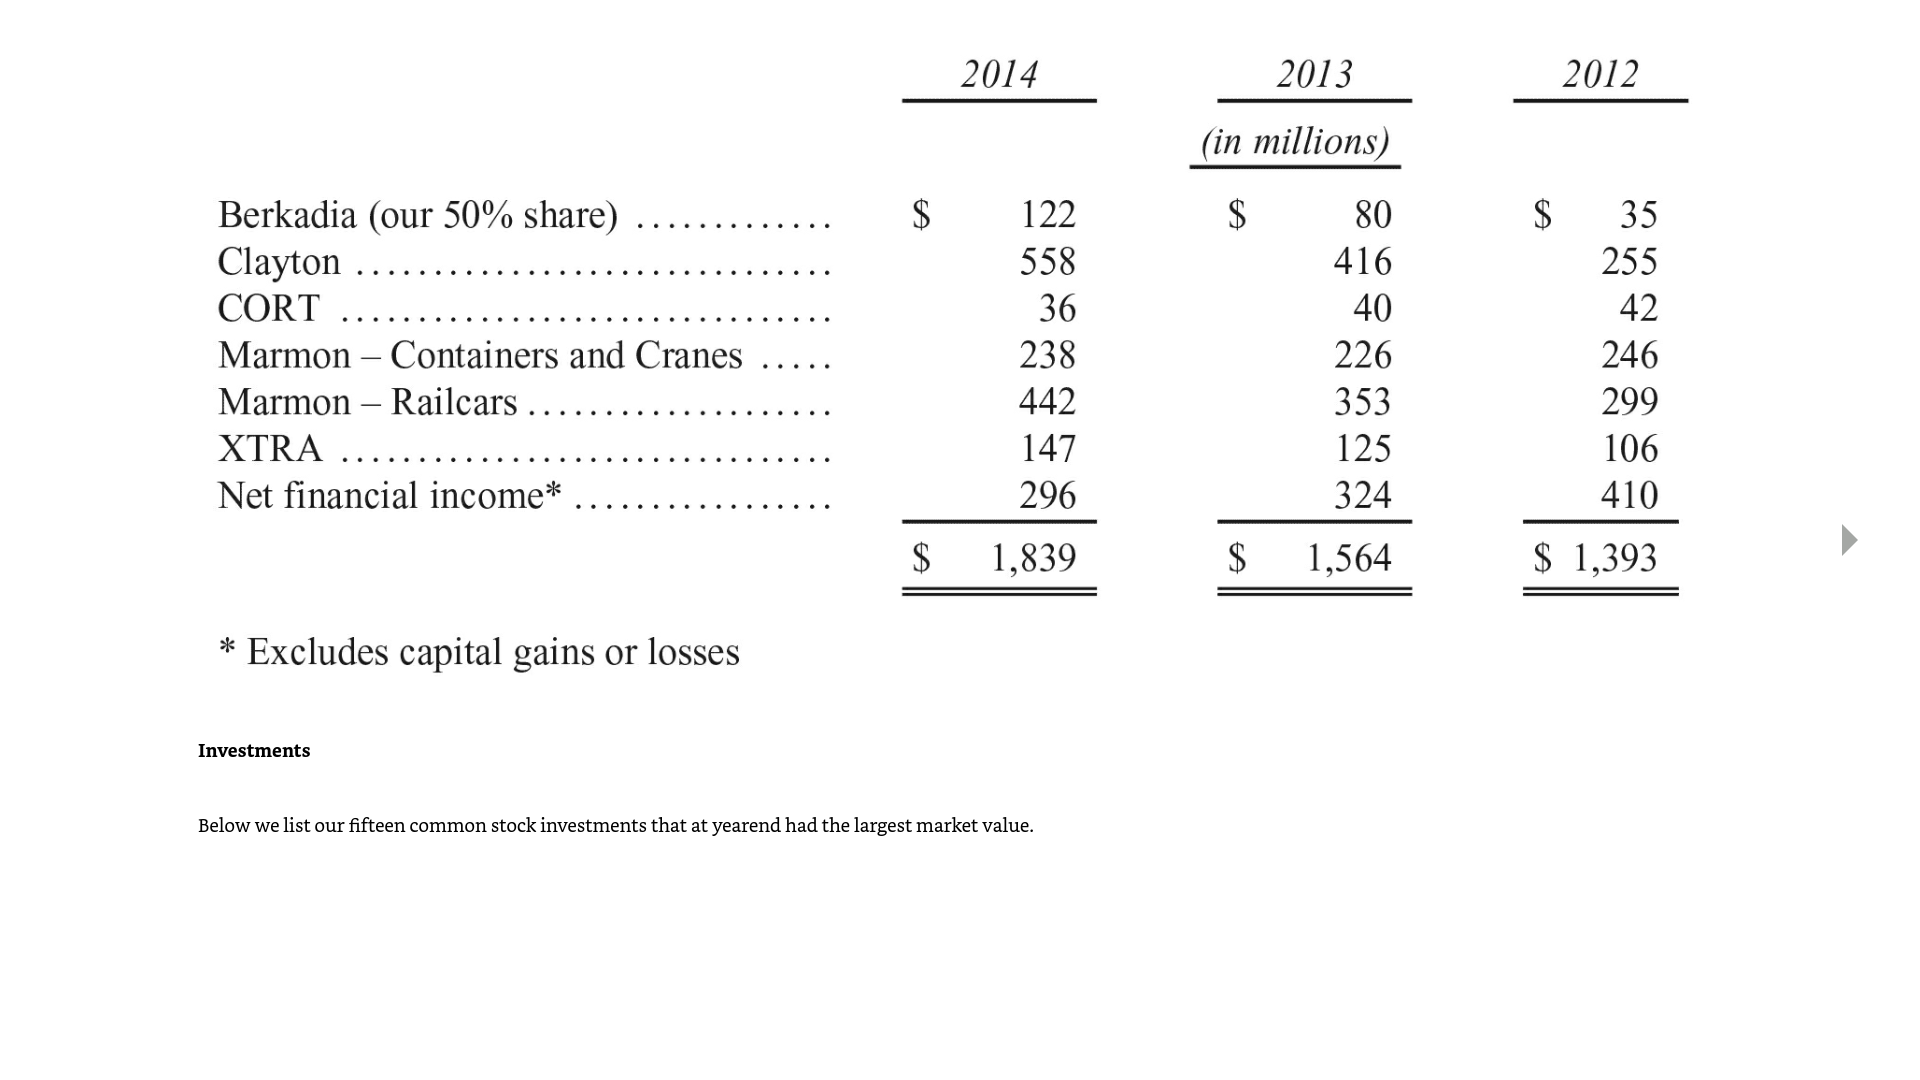 2014 2013 2012
(in millions)
Berkadia (our 50% share) ............. $ 122 $ 80 $ 35
Clayton ............................... 558 416 255
CORT ................................ 36 40 42
Marmon – Containers and Cranes ..... 238 226 246
Marmon – Railcars .................... 442 353 299
XTRA ................................ 147 125 106
Net financial income* ................. 296 324 410
$ 1,839 $ 1,564 $ 1,393
* Excludes capital gains or losses
Investments
Below we list our fifteen common stock investments that at yearend had the largest market value.